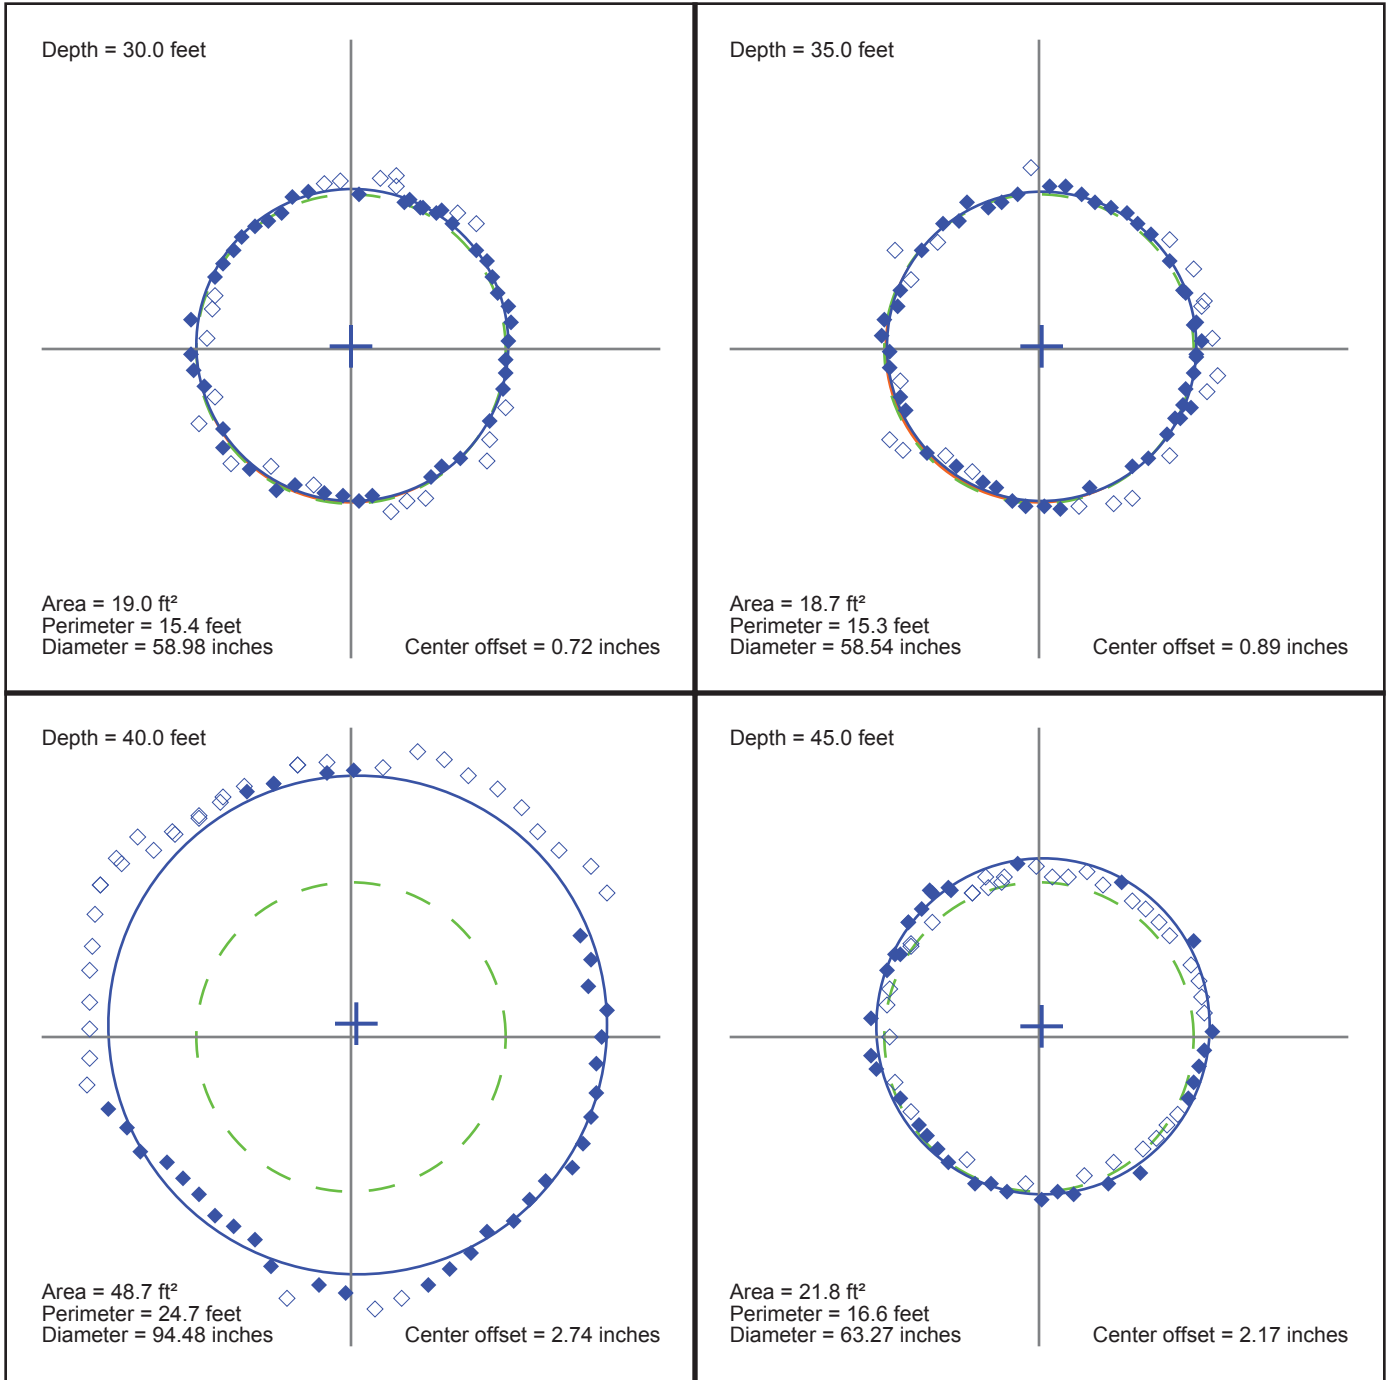 Depth = 30.0 feet
Area = 19.0 ft²
Perimeter = 15.4 feet
Diameter = 58.98 inches
Center offset = 0.72 inches
Depth = 35.0 feet
Area = 18.7 ft²
Perimeter = 15.3 feet
Diameter = 58.54 inches
Center offset = 0.89 inches
Depth = 40.0 feet
Area = 48.7 ft²
Perimeter = 24.7 feet
Diameter = 94.48 inches
Center offset = 2.74 inches
Depth = 45.0 feet
Area = 21.8 ft²
Perimeter = 16.6 feet
Diameter = 63.27 inches
Center offset = 2.17 inches